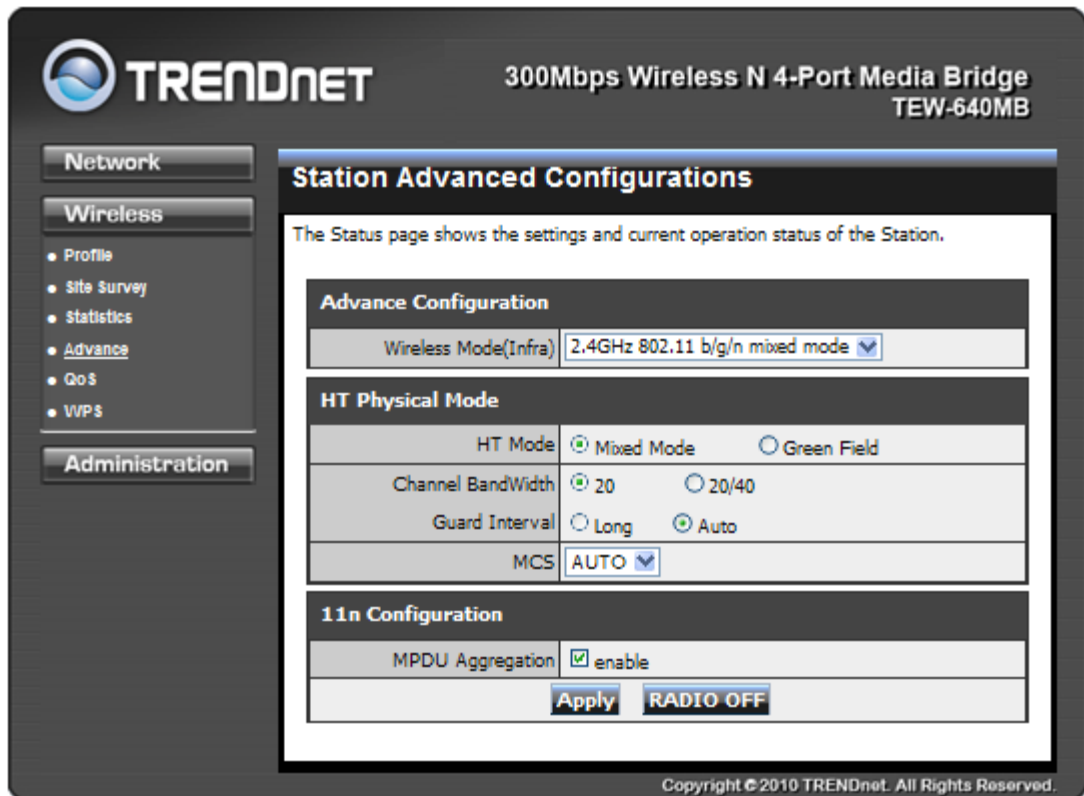 TRENDNET
300Mbps Wireless N 4-Port Media Bridge
TEW-640MB
Network
Wireless
Profile
Site Survey
Statistics
Advance
QoS
WPS
Administration
Station Advanced Configurations
The Status page shows the settings and current operation status of the Station.
Advance Configuration
Wireless Mode(Infra) 2.4GHz 802.11 b/g/n mixed mode
HT Physical Mode
HT Mode Mixed Mode Green Field
Channel BandWidth 20 20/40
Guard Interval Long Auto
MCS AUTO
11n Configuration
MPDU Aggregation enable
Apply RADIO OFF
Copyright © 2010 TRENDnet. All Rights Reserved.